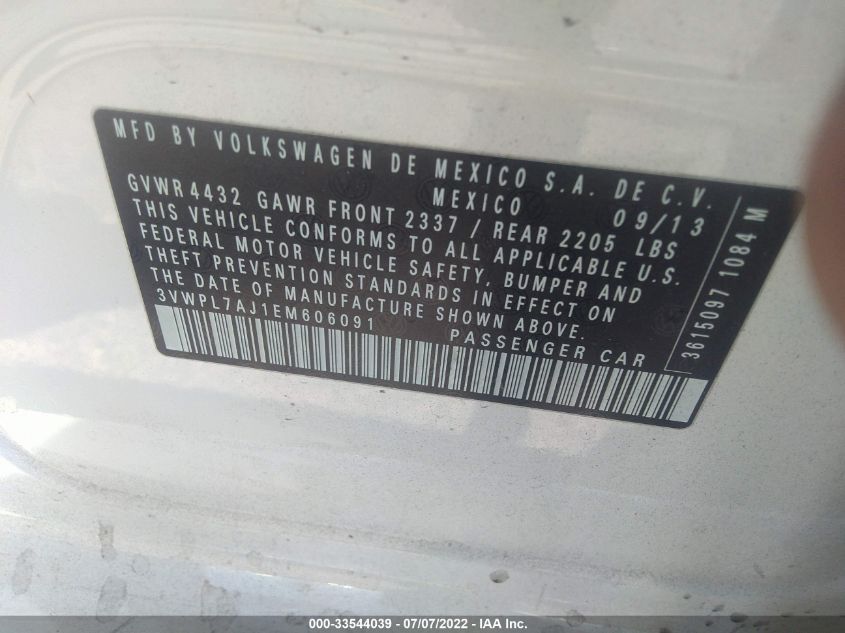 MFD BY VOLKSWAGEN DE MEXICO S.A. DE C.V.
MEXICO 09/13
GVWR4432 GAWR FRONT 2337 / REAR 2205 LBS
THIS VEHICLE CONFORMS TO ALL APPLICABLE U.S.
FEDERAL MOTOR VEHICLE SAFETY, BUMPER AND
THEFT PREVENTION STANDARDS IN EFFECT ON
THE DATE OF MANUFACTURE SHOWN ABOVE.
3VWPL7AJ1EM606091 PASSENGER CAR
3615097 1084 M
000-33544039 - 07/07/2022 - IAA Inc.